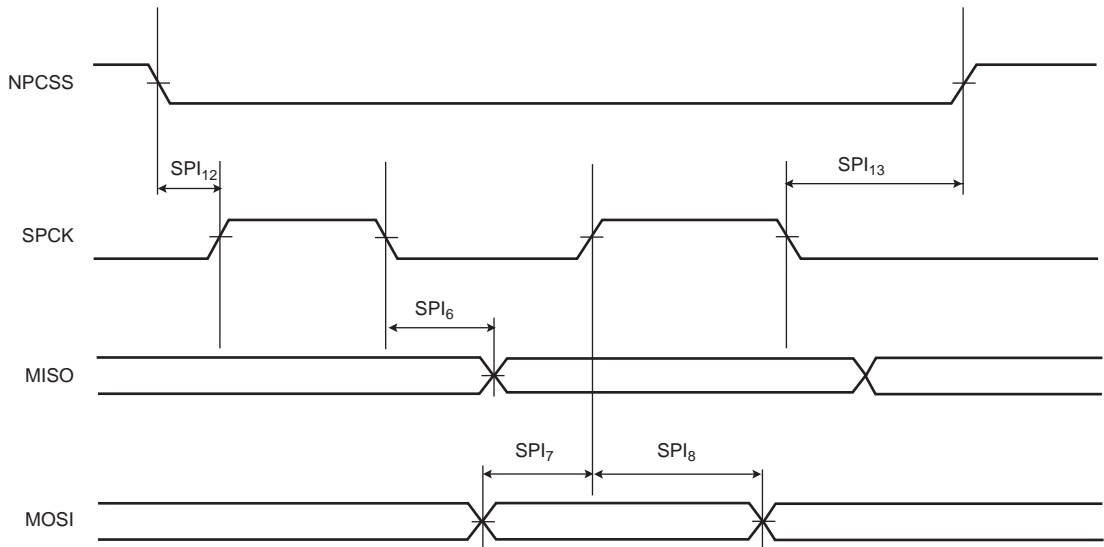 NPCSS
SPI₁₂
SPI₁₃
SPCK
SPI₆
MISO
SPI₇
SPI₈
MOSI